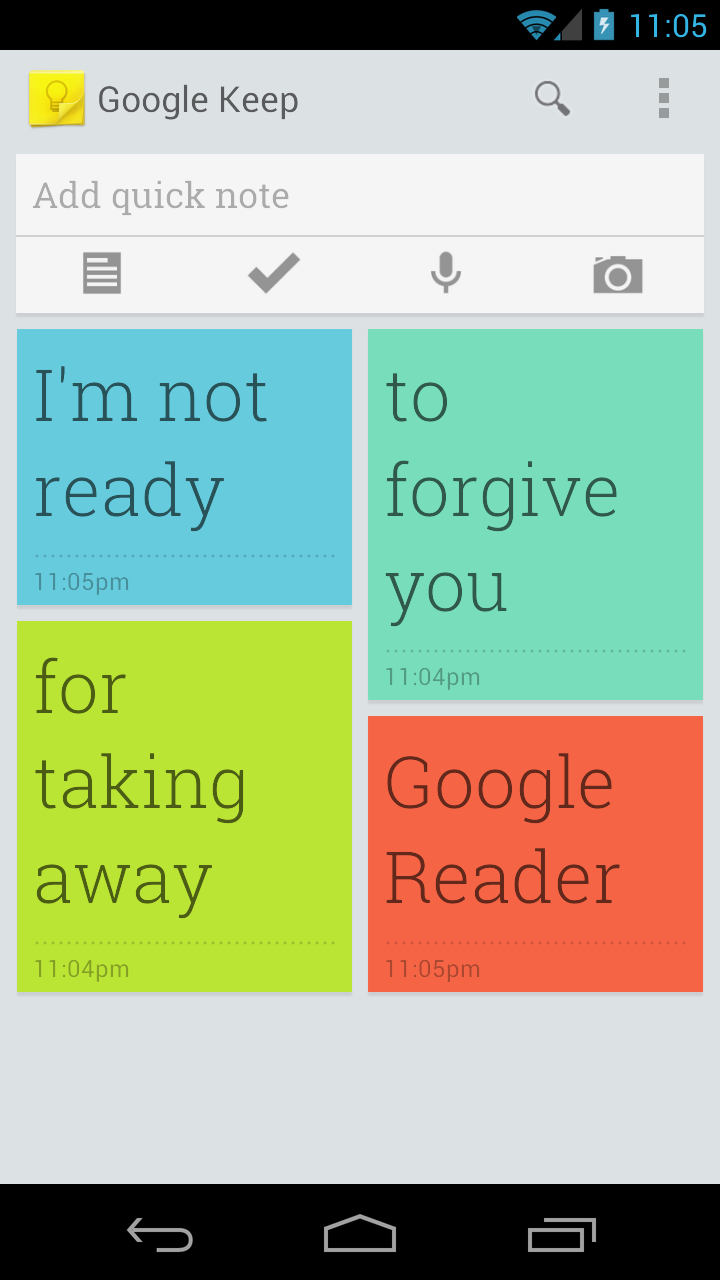 11:05
Google Keep
Add quick note
I'm not
ready
11:05pm
to
forgive
you
11:04pm
for
taking
away
11:04pm
Google
Reader
11:05pm